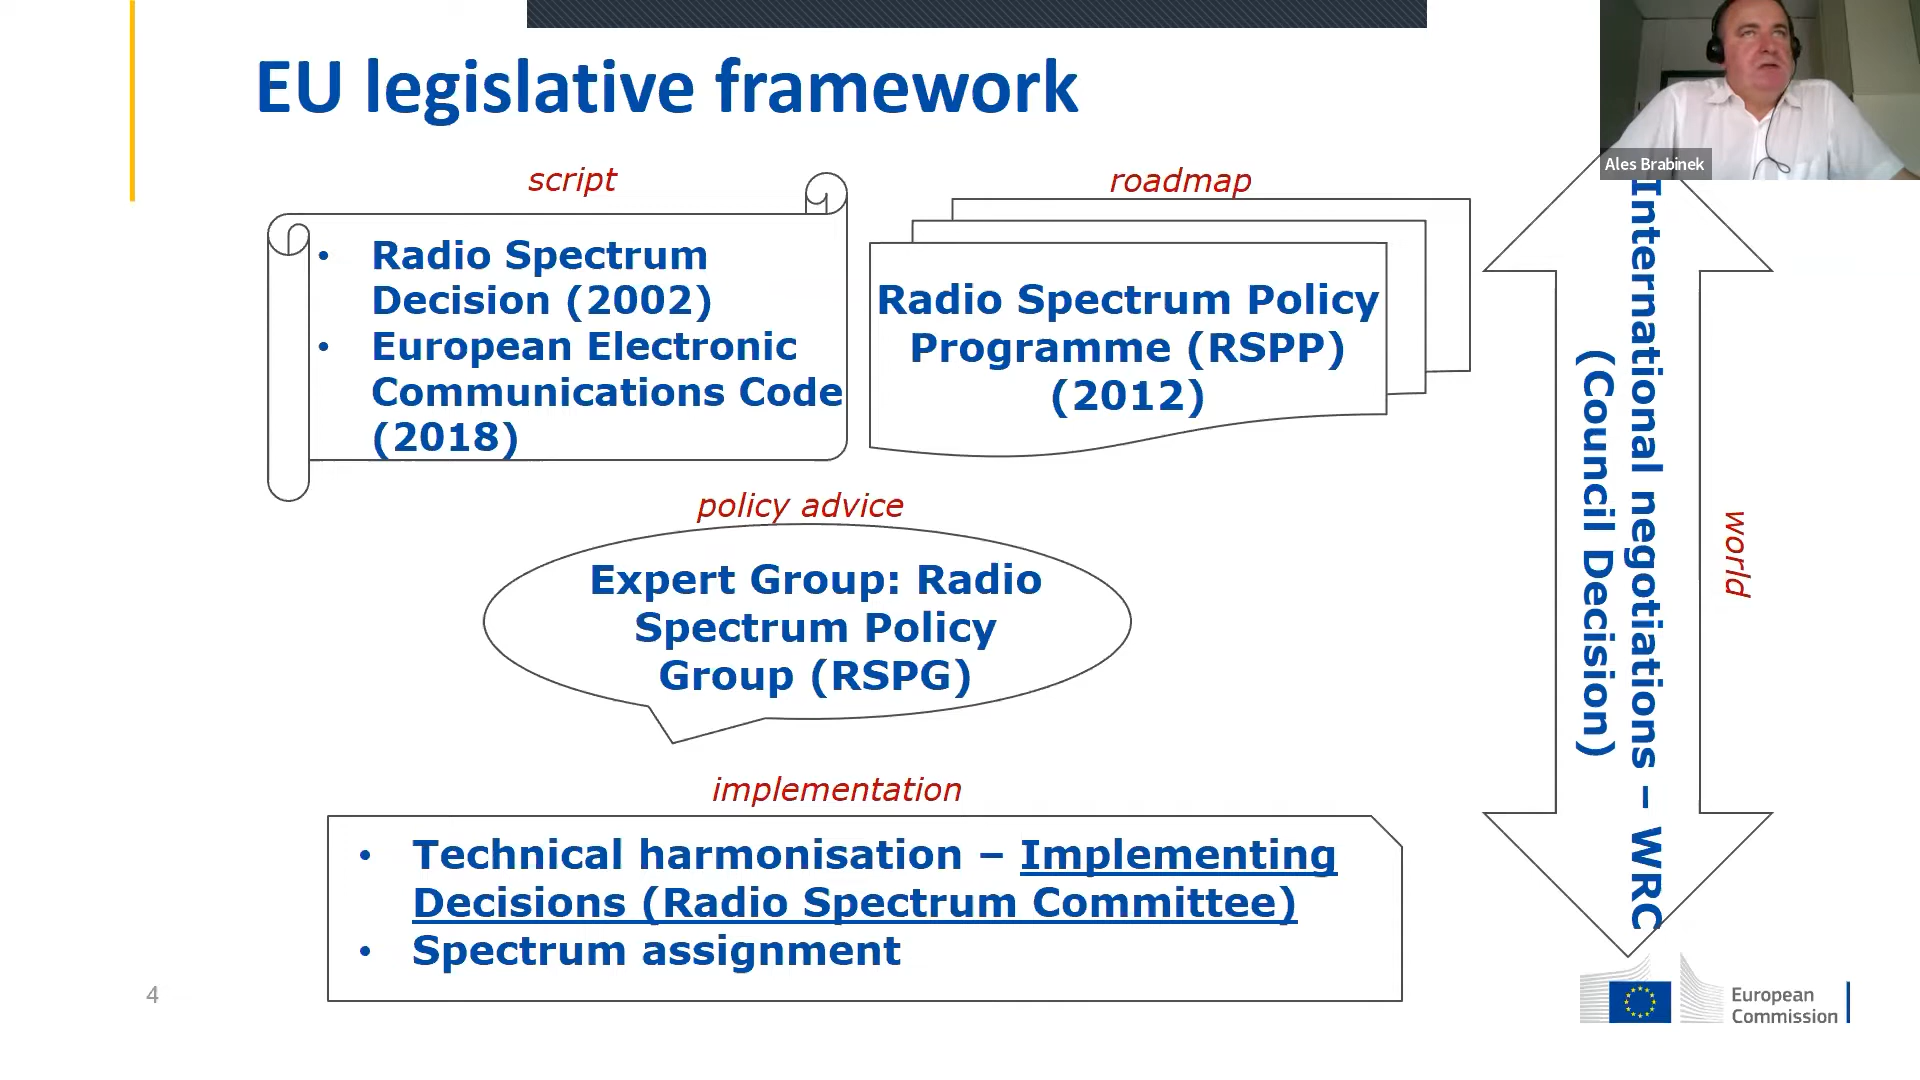 EU legislative framework
Ales Brabinek
script
• Radio Spectrum
Decision (2002)
• European Electronic
Communications Code
(2018)
roadmap
Radio Spectrum Policy
Programme (RSPP)
(2012)
policy advice
Expert Group: Radio
Spectrum Policy
Group (RSPG)
implementation
• Technical harmonisation – Implementing
Decisions (Radio Spectrum Committee)
• Spectrum assignment
International negotiations – WRC
(Council Decision)
world
4
European
Commission